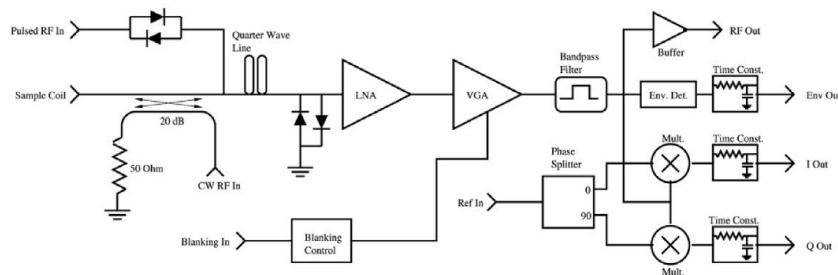 Pulsed RF In
Quarter Wave
Line
Sample Coil
20 dB
50 Ohm
CW RF In
LNA
VGA
Bandpass
Filter
Buffer
RF Out
Time Const.
Env. Det.
Env Ou
Mult.
Time Const.
I Out
Phase
Splitter
0
90
Ref In
Time Const.
Q Out
Mult.
Blanking In
Blanking
Control